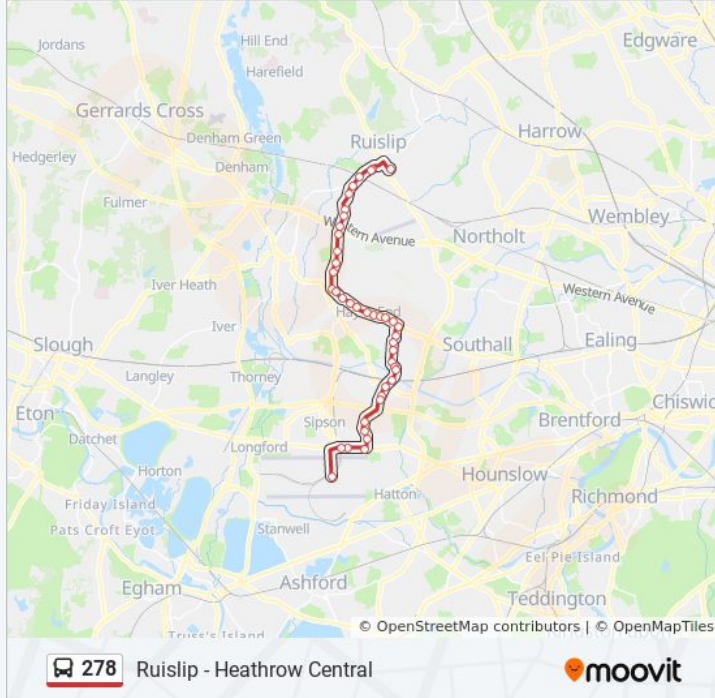 Jordans
Hill End
Edgware
Harefield
Gerrards Cross
Denham Green
Ruislip
Harrow
Hedgerley
Denham
Fulmer
Wembley
Western Avenue
Northolt
Iver Heath
Western Avenue
Iver
Slough
Southall
Ealing
Langley
Thorney
Chiswic
Eton
Sipson
Brentford
Datchet
Longford
Horton
Hounslow
Richmond
Friday Island
Hatton
Pats Croft Eyot
Stanwell
Eel Pie Island
Egham
Ashford
Teddington
© OpenStreetMap contributors | © OpenMapTiles
Truss's Island
278 Ruislip - Heathrow Central
moovit